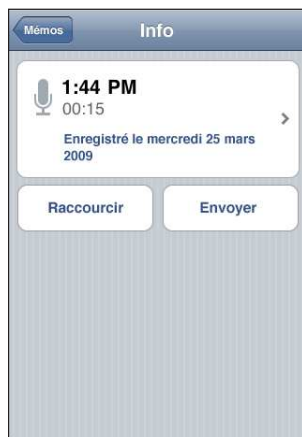 Mémos
Info
1:44 PM
00:15
Enregistré le mercredi 25 mars
2009
Raccourcir
Envoyer